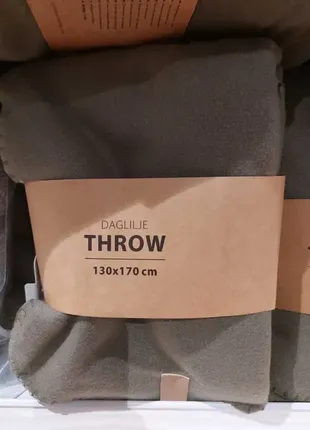 DAGLILJE
THROW
130x170 cm